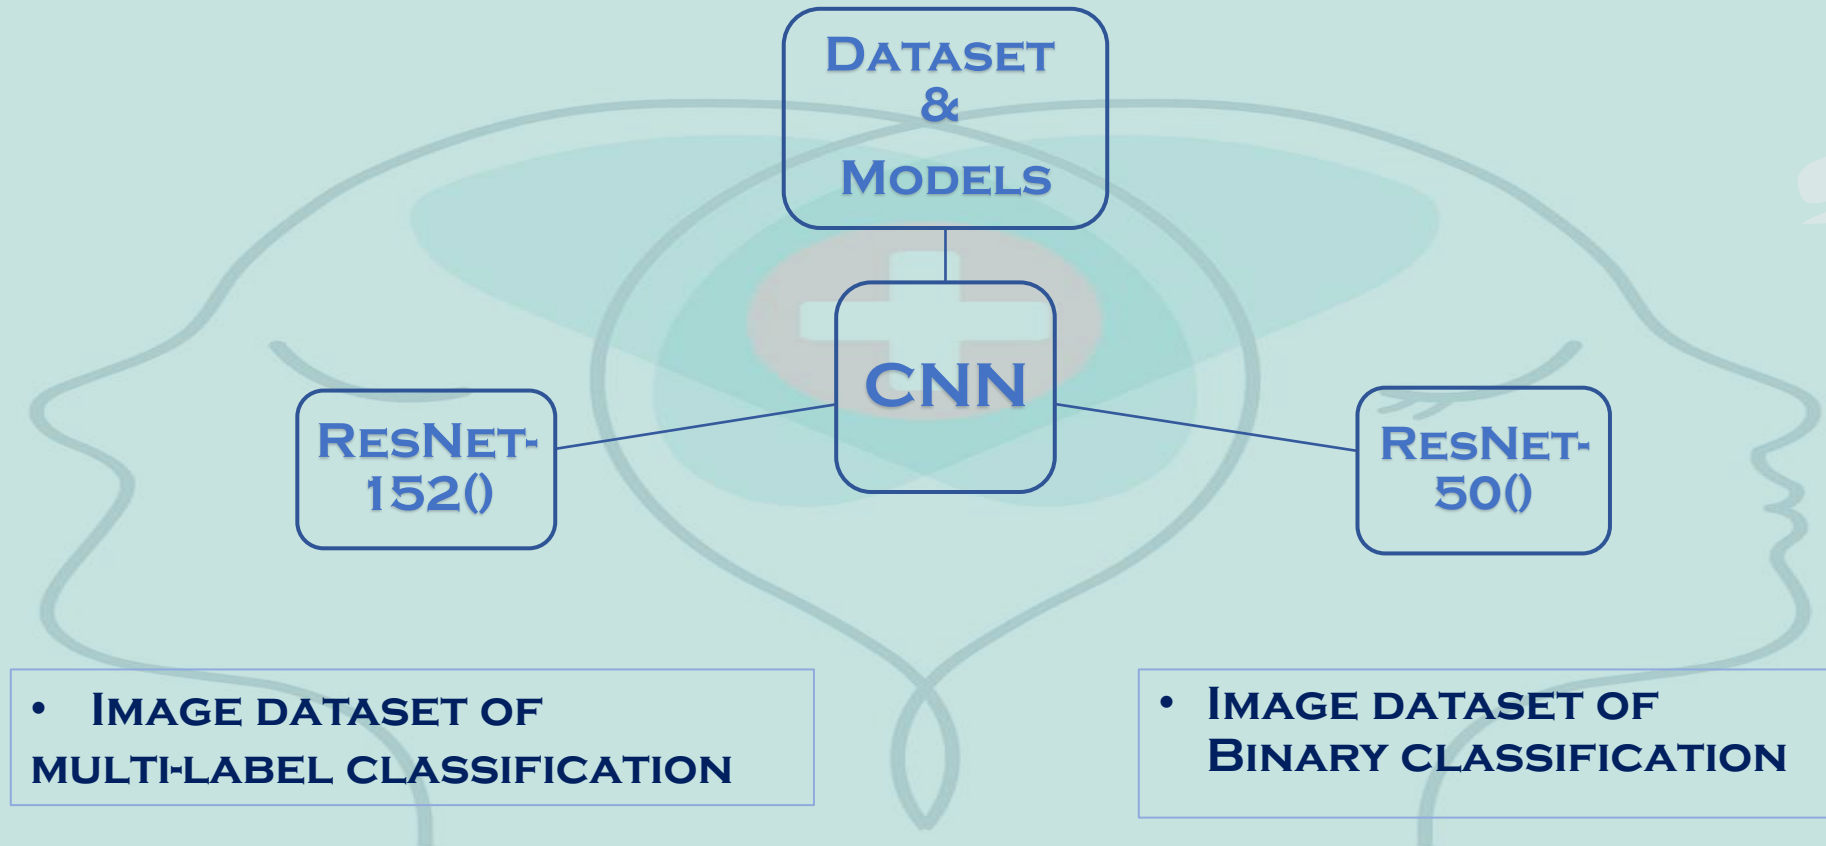 Dataset
&
Models
CNN
ResNet-
152()
ResNet-
50()
• Image dataset of
multi-label classification
• Image dataset of
Binary classification